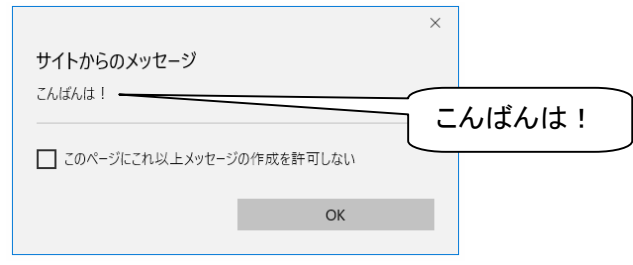 サイトからのメッセージ
こんばんは！
こんばんは！
このページにこれ以上メッセージの作成を許可しない
OK